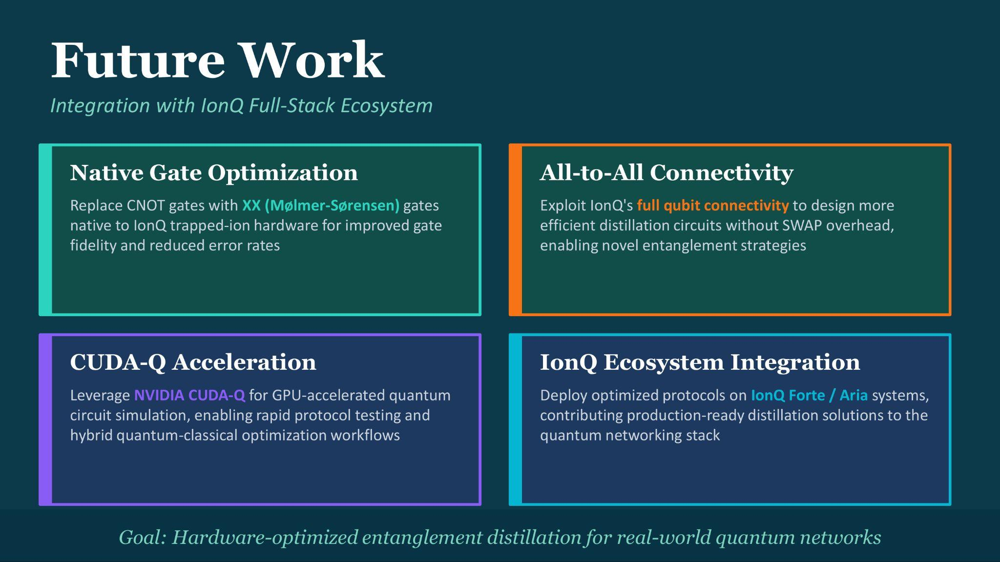 Future Work
Integration with IonQ Full-Stack Ecosystem
Native Gate Optimization
Replace CNOT gates with XX (Mølmer-Sørensen) gates
native to IonQ trapped-ion hardware for improved gate
fidelity and reduced error rates
All-to-All Connectivity
Exploit IonQ's full qubit connectivity to design more
efficient distillation circuits without SWAP overhead,
enabling novel entanglement strategies
CUDA-Q Acceleration
Leverage NVIDIA CUDA-Q for GPU-accelerated quantum
circuit simulation, enabling rapid protocol testing and
hybrid quantum-classical optimization workflows
IonQ Ecosystem Integration
Deploy optimized protocols on IonQ Forte / Aria systems,
contributing production-ready distillation solutions to the
quantum networking stack
Goal: Hardware-optimized entanglement distillation for real-world quantum networks